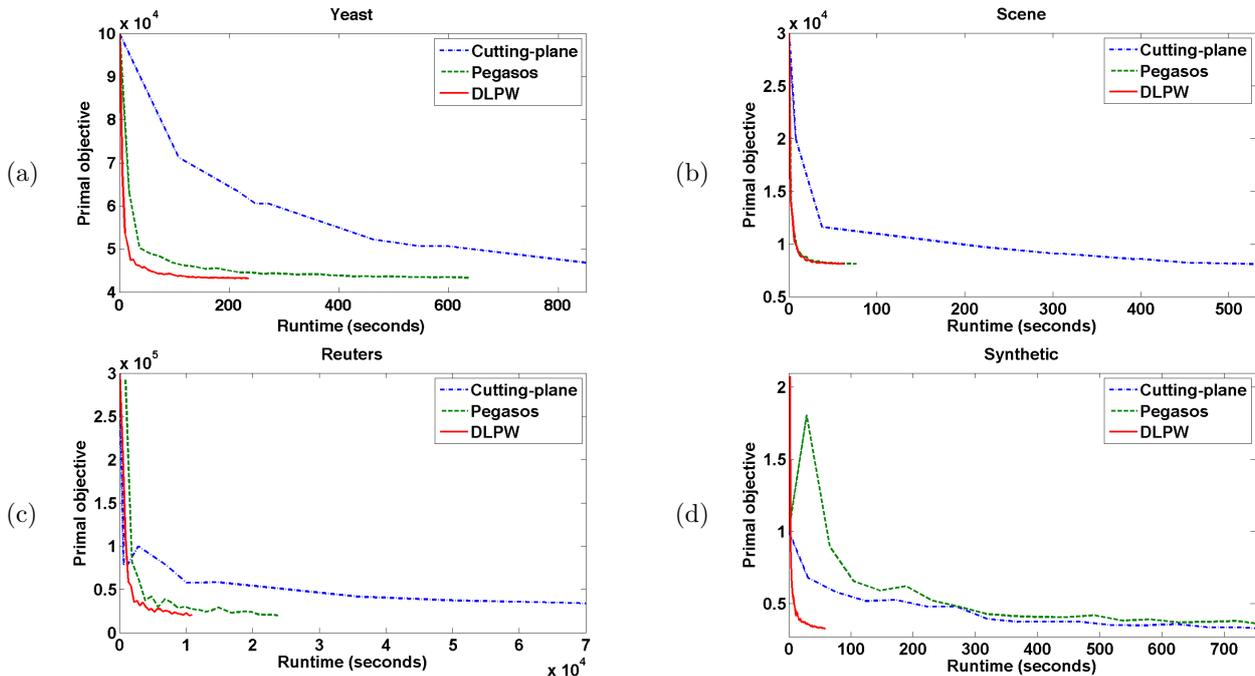 Yeast
x 10^4
(a)
Primal objective
10
9
8
7
6
5
4
0
200
400
600
800
Runtime (seconds)
Cutting-plane
Pegasos
DLPW
Scene
x 10^4
(b)
Primal objective
3
2.5
2
1.5
1
0.5
0
100
200
300
400
500
Runtime (seconds)
Cutting-plane
Pegasos
DLPW
Reuters
x 10^5
(c)
Primal objective
3
2.5
2
1.5
1
0.5
0
0
1
2
3
4
5
6
7
x 10^4
Runtime (seconds)
Cutting-plane
Pegasos
DLPW
Synthetic
(d)
Primal objective
2
1.5
1
0.5
0
100
200
300
400
500
600
700
Runtime (seconds)
Cutting-plane
Pegasos
DLPW